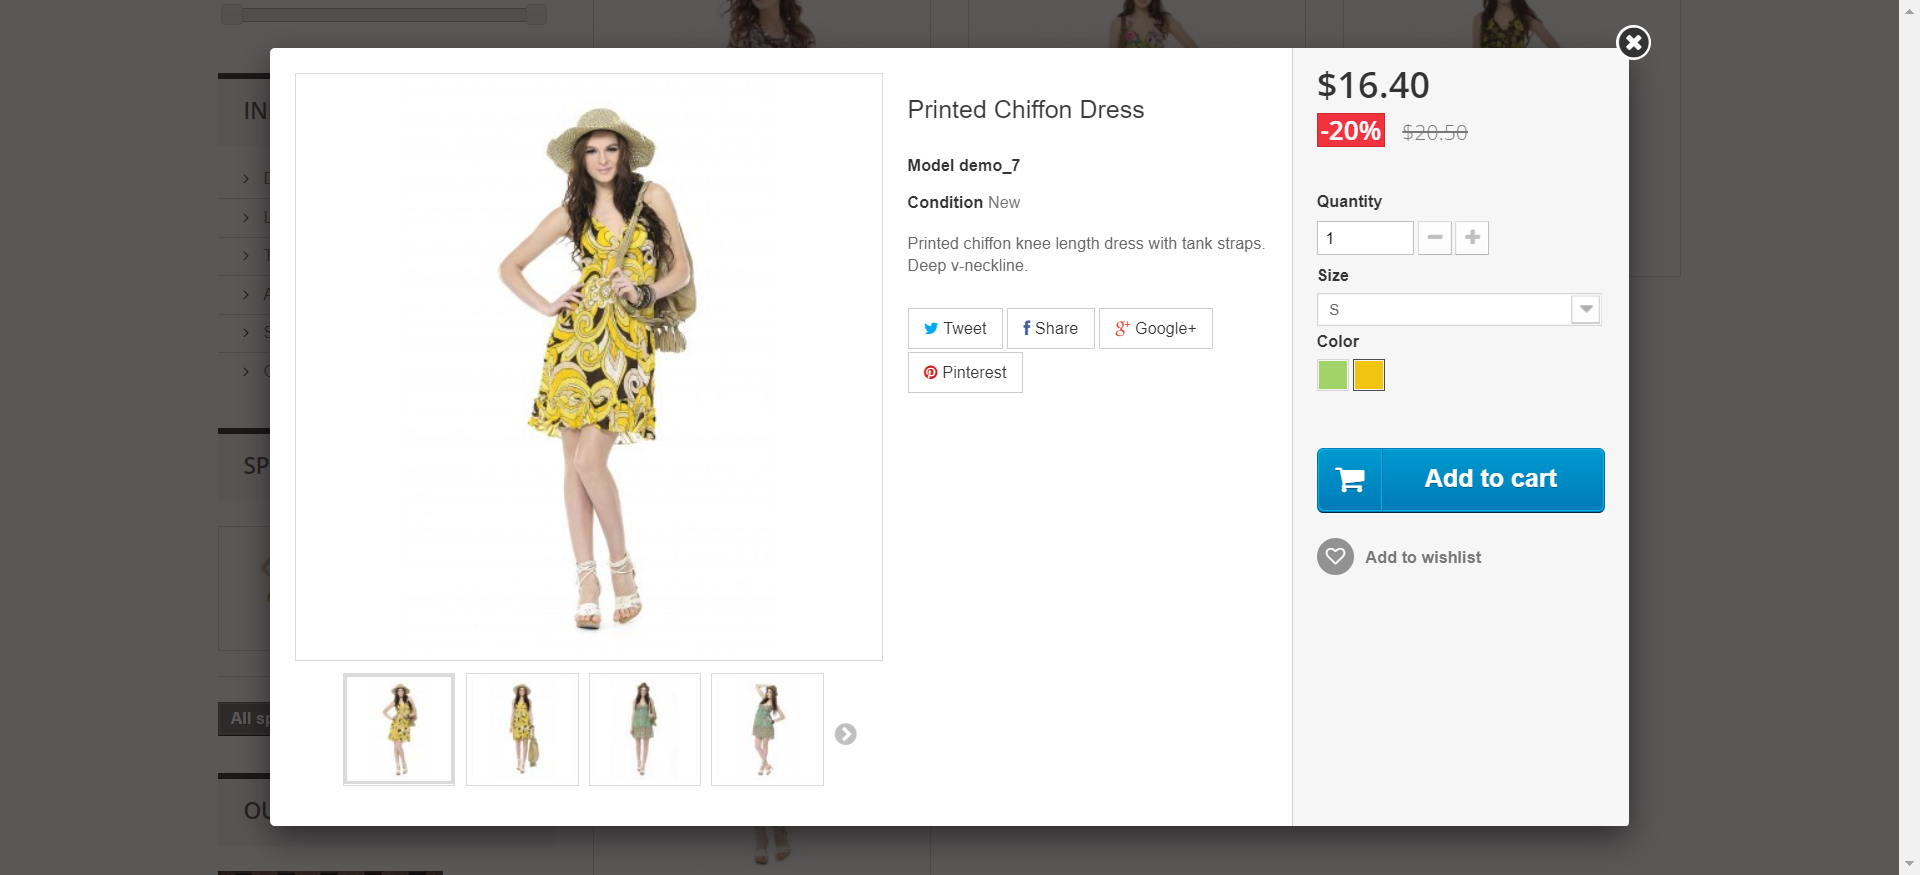 $16.40
-20% $20.50
Printed Chiffon Dress
Model demo_7
Condition New
Printed chiffon knee length dress with tank straps.
Deep v-neckline.
Tweet
Share
Google+
Pinterest
Quantity
1
Size
S
Color
Add to cart
Add to wishlist
All